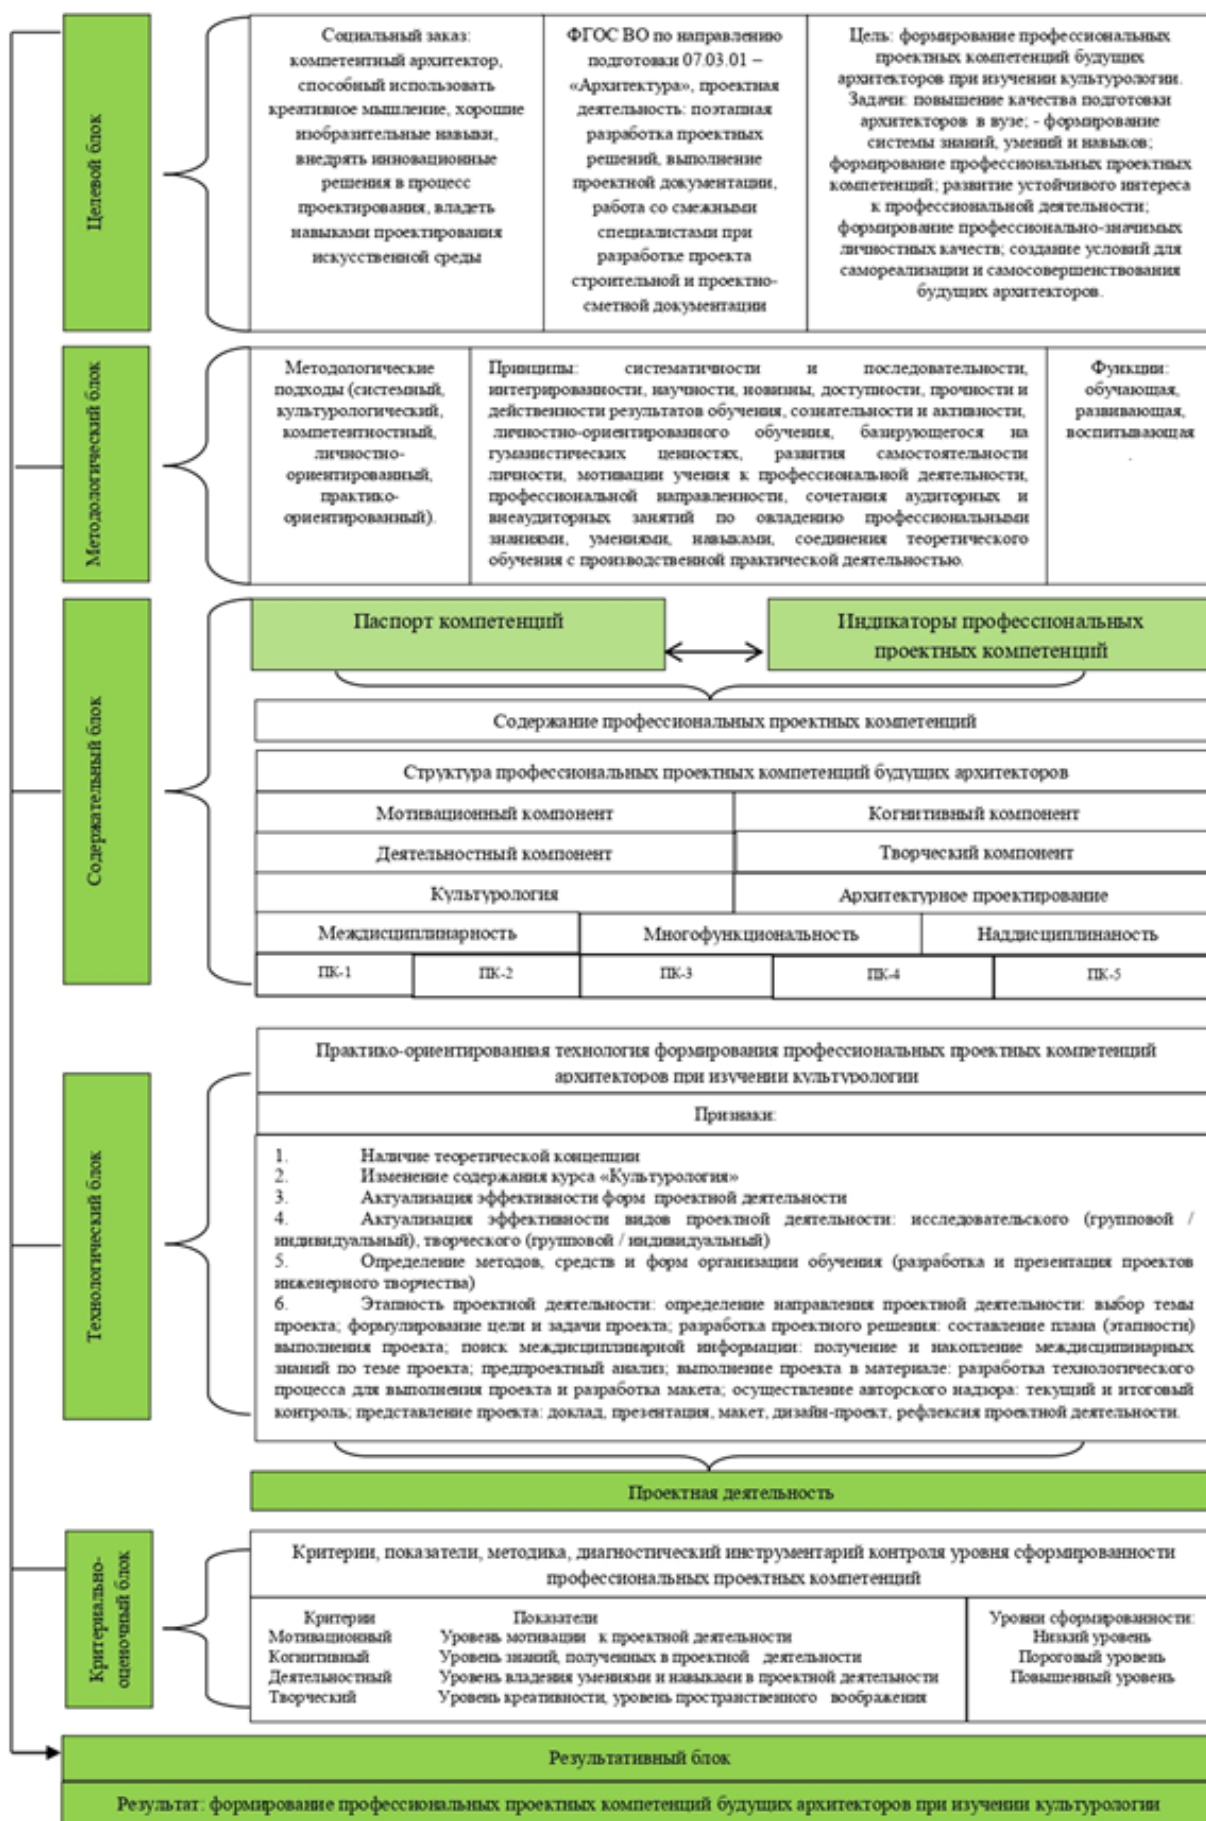 Целевой блок
Социальный заказ:
компетентный архитектор,
способный использовать
креативное мышление, хорошие
изобразительные навыки,
внедрять инновационные
решения в процесс
проектирования, владеть
навыками проектирования
искусственной среды
ФГОС ВО по направлению
подготовки 07.03.01 –
«Архитектура», проектная
деятельность: поэтапная
разработка проектных
решений, выполнение
проектной документации,
работа со смежными
специалистами при
разработке проекта
строительной и проектно-
сметной документации
Цель: формирование профессиональных
проектных компетенций будущих
архитекторов при изучении культурологии.
Задачи: повышение качества подготовки
архитекторов в вузе; - формирование
системы знаний, умений и навыков;
формирование профессиональных проектных
компетенций; развитие устойчивого интереса
к профессиональной деятельности;
формирование профессионально-значимых
личностных качеств; создание условий для
самореализации и самосовершенствования
будущих архитекторов.
Методологический блок
Методологические
подходы (системный,
культурологический,
компетентностный,
личностно-
ориентированный,
практико-
ориентированный).
Принципы: систематичности и последовательности,
интегрированности, научности, новизны, доступности, прочности и
действенности результатов обучения, сознательности и активности,
личностно-ориентированного обучения, базирующегося на
гуманистических ценностях, развития самостоятельности
личности, мотивации учения к профессиональной деятельности,
профессиональной направленности, сочетания аудиторных и
внеаудиторных занятий по овладению профессиональными
знаниями, умениями, навыками, соединения теоретического
обучения с производственной практической деятельностью.
Функции:
обучающая,
развивающая,
воспитывающая
.
Содержательный блок
Паспорт компетенций
Индикаторы профессиональных
проектных компетенций
Содержание профессиональных проектных компетенций
Структура профессиональных проектных компетенций будущих архитекторов
Мотивационный компонент
Когнитивный компонент
Деятельностный компонент
Творческий компонент
Культурология
Архитектурное проектирование
Междисциплинарность
Многофункциональность
Наддисциплинаность
ПК-1
ПК-2
ПК-3
ПК-4
ПК-5
Технологический блок
Практико-ориентированная технология формирования профессиональных проектных компетенций
архитекторов при изучении культурологии
Признаки:
1. Наличие теоретической концепции
2. Изменение содержания курса «Культурология»
3. Актуализация эффективности форм проектной деятельности
4. Актуализация эффективности видов проектной деятельности: исследовательского (групповой /
индивидуальный), творческого (групповой / индивидуальный)
5. Определение методов, средств и форм организации обучения (разработка и презентация проектов
инженерного творчества)
6. Этапность проектной деятельности: определение направления проектной деятельности: выбор темы
проекта; формулирование цели и задачи проекта; разработка проектного решения: составление плана (этапности)
выполнения проекта; поиск междисциплинарной информации: получение и накопление междисциплинарных
знаний по теме проекта; предпроектный анализ; выполнение проекта в материале: разработка технологического
процесса для выполнения проекта и разработка макета; осуществление авторского надзора: текущий и итоговый
контроль; представление проекта: доклад, презентация, макет, дизайн-проект, рефлексия проектной деятельности.
Проектная деятельность
Критериально-
оценочный блок
Критерии, показатели, методика, диагностический инструментарий контроля уровня сформированности
профессиональных проектных компетенций
Критерии Показатели
Мотивационный Уровень мотивации к проектной деятельности
Когнитивный Уровень знаний, полученных в проектной деятельности
Деятельностный Уровень владения умениями и навыками в проектной деятельности
Творческий Уровень креативности, уровень пространственного воображения
Уровни сформированности:
Низкий уровень
Пороговый уровень
Повышенный уровень
Результативный блок
Результат: формирование профессиональных проектных компетенций будущих архитекторов при изучении культурологии